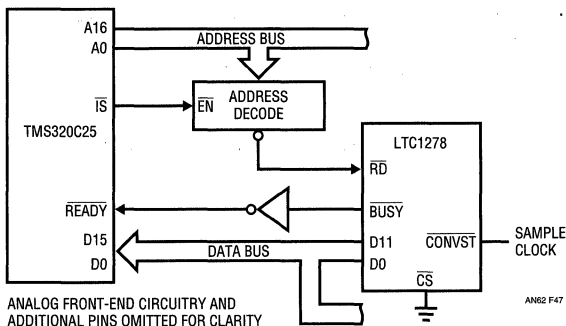 A16
A0
ADDRESS BUS
IS
EN
ADDRESS
DECODE
TMS320C25
LTC1278
RD
READY
BUSY
D15
D0
DATA BUS
D11
D0
CONVST
SAMPLE
CLOCK
CS
ANALOG FRONT-END CIRCUITRY AND
ADDITIONAL PINS OMITTED FOR CLARITY
AN62 F47